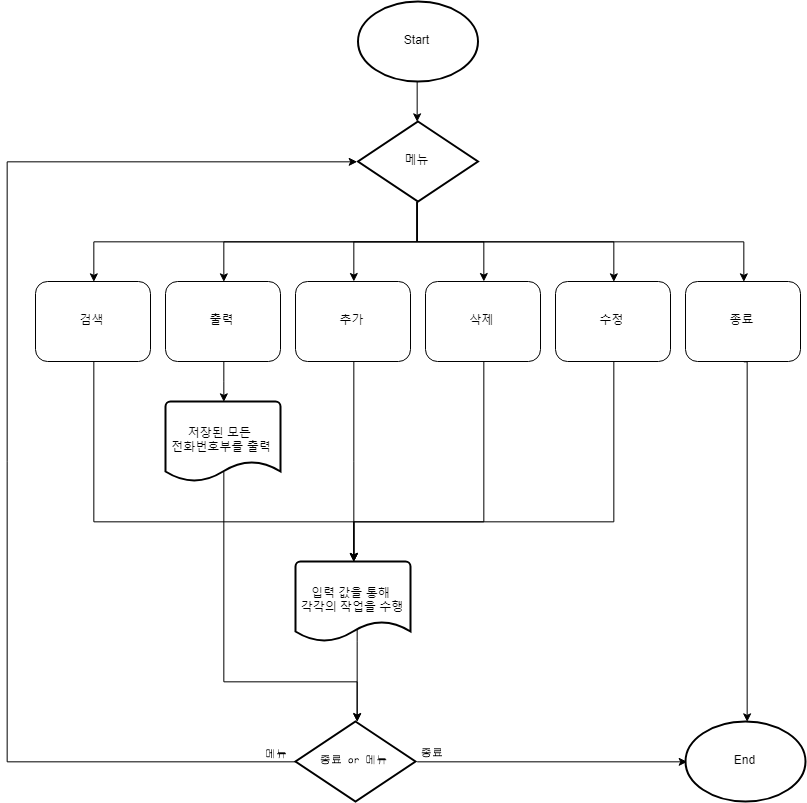 Start
메뉴
검색
출력
추가
삭제
수정
종료
저장된 모든
전화번호부를 출력
입력 값을 통해
각각의 작업을 수행
메뉴
종료 or 메뉴
종료
End